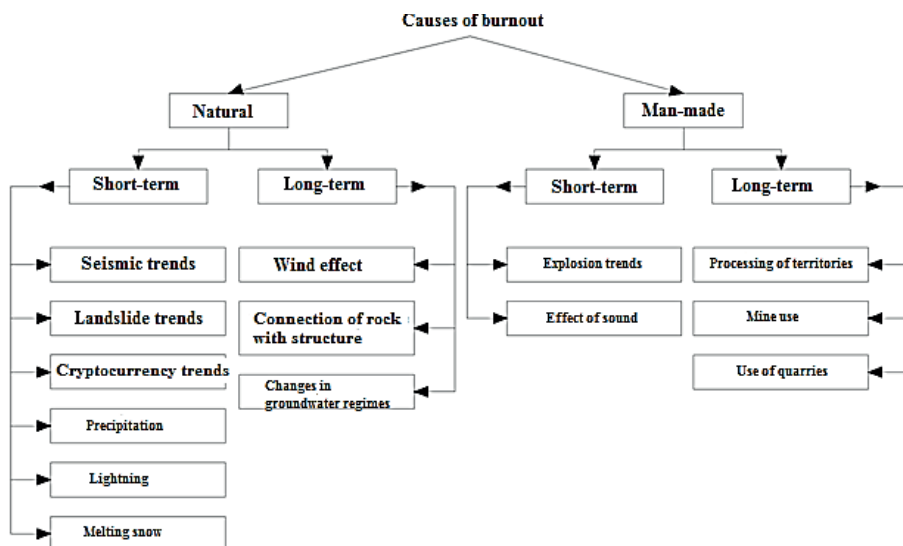 Causes of burnout
Natural
Man-made
Short-term
Long-term
Short-term
Long-term
Seismic trends
Landslide trends
Cryptocurrency trends
Precipitation
Lightning
Melting snow
Wind effect
Connection of rock
with structure
Changes in
groundwater regimes
Explosion trends
Effect of sound
Processing of territories
Mine use
Use of quarries